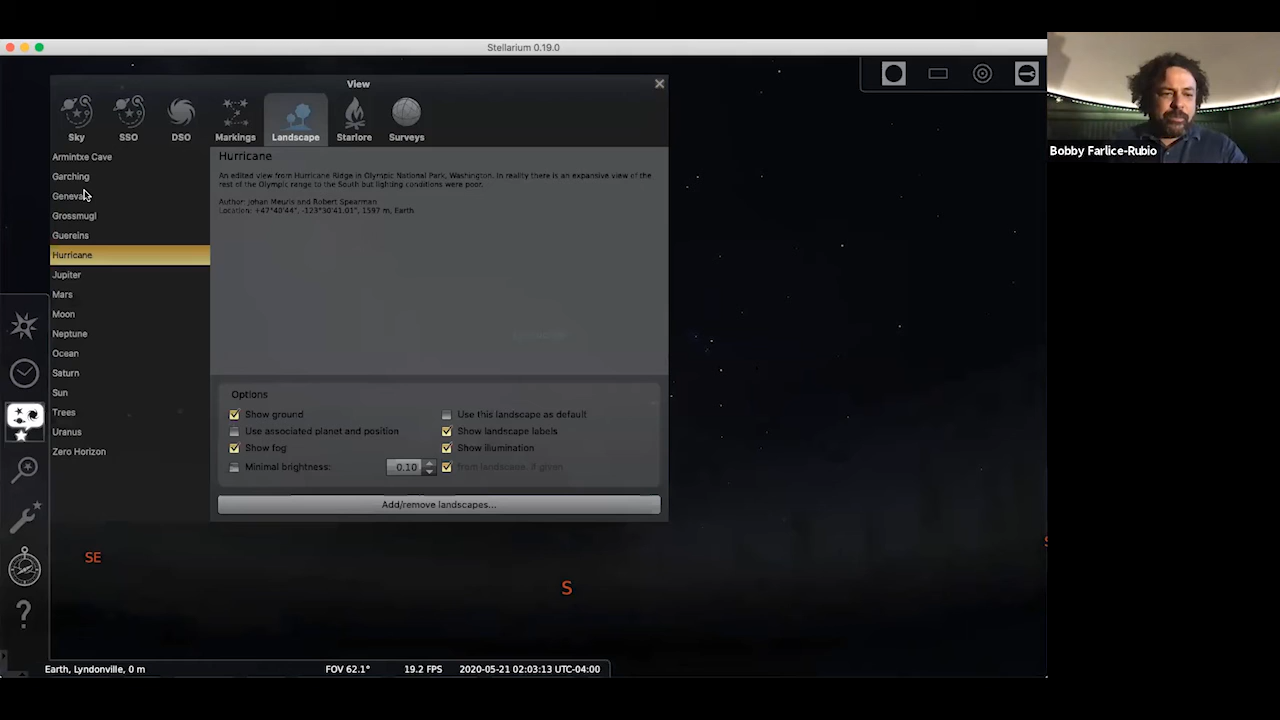 Stellarium 0.19.0
View
Sky
SSO
DSO
Markings
Landscape
Starlore
Surveys
Armintxe Cave
Garching
Geneva
Grossmugl
Guereins
Hurricane
Jupiter
Mars
Moon
Neptune
Ocean
Saturn
Sun
Trees
Uranus
Zero Horizon
Hurricane
An edited view from Hurricane Ridge in Olympic National Park, Washington. In reality there is an expansive view of the
rest of the Olympic range to the South but lighting conditions were poor.
Author: Johan Meuris and Robert Spearman
Location: +47°40'44", -123°30'41.01", 1597 m, Earth
Options
Show ground
Use this landscape as default
Use associated planet and position
Show landscape labels
Show fog
Show illumination
Minimal brightness:
0.10
from landscape, if given
Add/remove landscapes...
SE
S
Earth, Lyndonville, 0 m
FOV 62.1°
19.2 FPS
2020-05-21 02:03:13 UTC-04:00
Bobby Farlice-Rubio